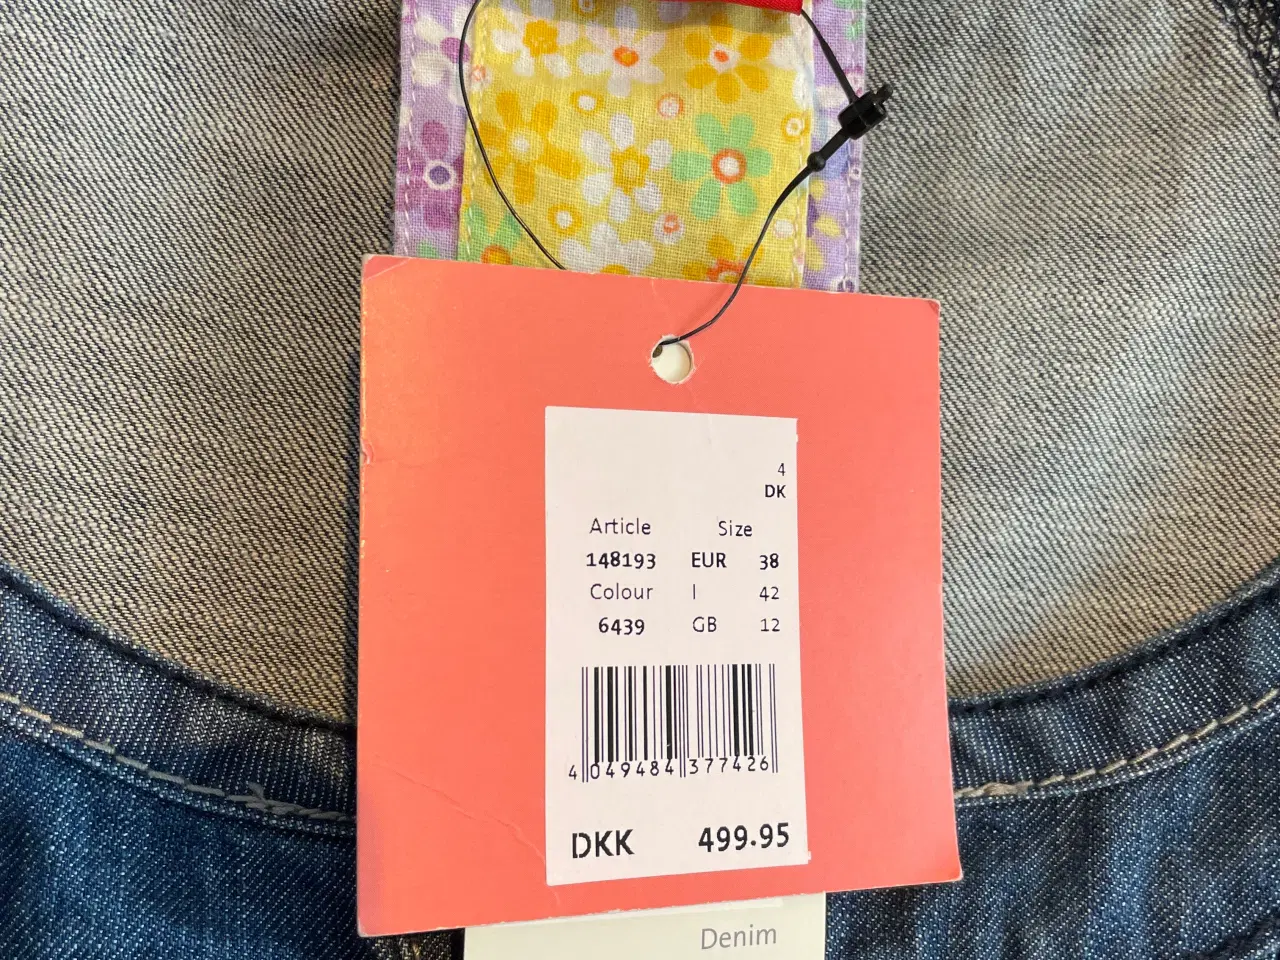 4
DK
Article Size
148193 EUR 38
Colour I 42
6439 GB 12
4 049484 377426
DKK 499.95
Denim